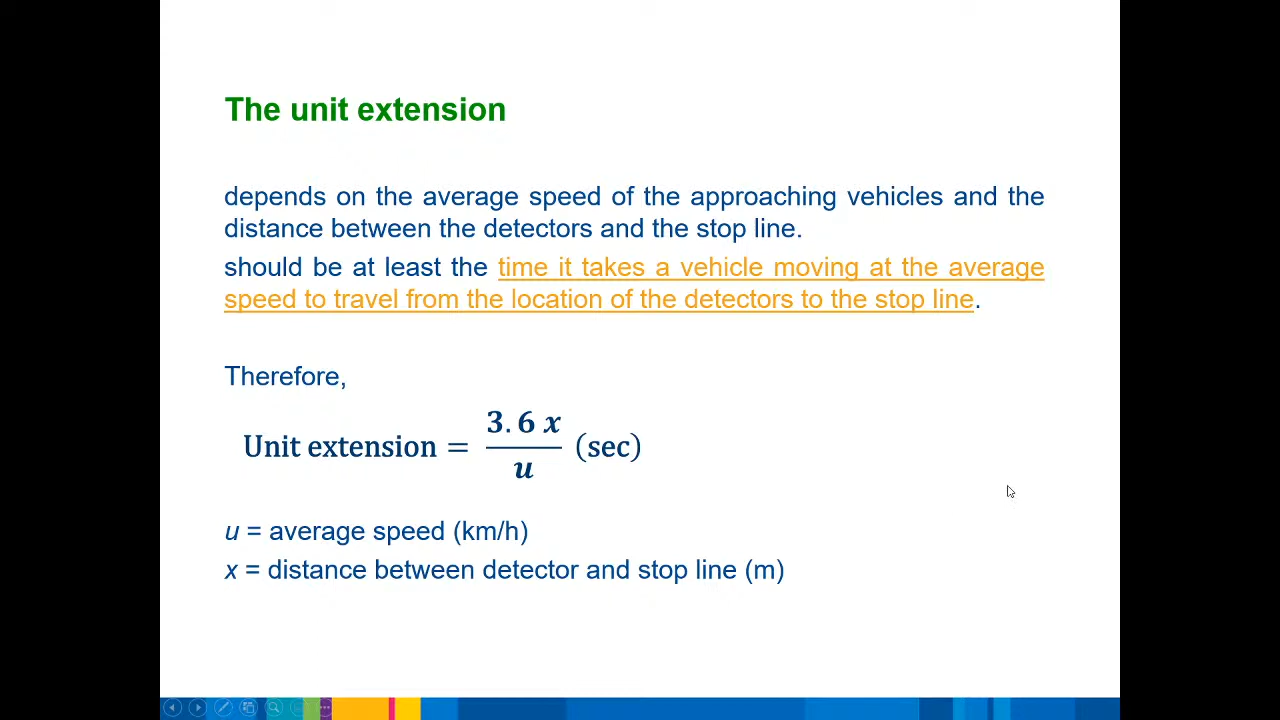 The unit extension
depends on the average speed of the approaching vehicles and the
distance between the detectors and the stop line.
should be at least the time it takes a vehicle moving at the average
speed to travel from the location of the detectors to the stop line.
Therefore,
Unit extension = 3.6 x / u (sec)
u = average speed (km/h)
x = distance between detector and stop line (m)